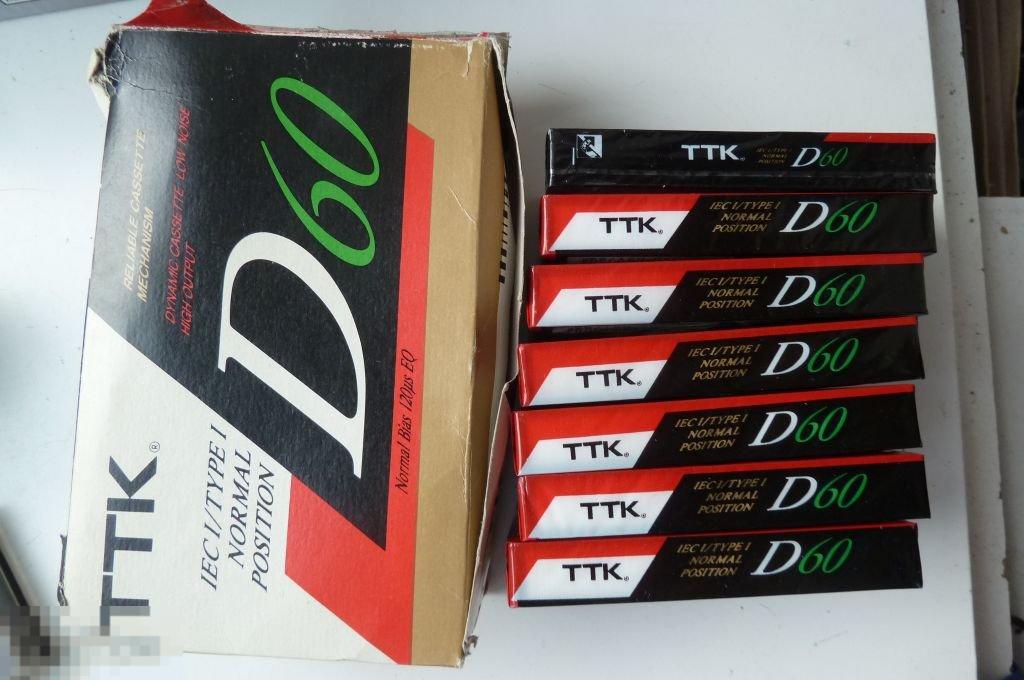 RELIABLE CASSETTE
MECHANISM
DYNAMIC CASSETTE LOW NOISE
HIGH OUTPUT
D60
Normal Bias 120µs EQ
TTK®
IEC I/TYPE I
NORMAL
POSITION
TTK®
IEC I/TYPE I
NORMAL
POSITION
D60
TTK®
IEC I/TYPE I
NORMAL
POSITION
D60
TTK®
IEC I/TYPE I
NORMAL
POSITION
D60
TTK®
IEC I/TYPE I
NORMAL
POSITION
D60
TTK®
IEC I/TYPE I
NORMAL
POSITION
D60
TTK®
IEC I/TYPE I
NORMAL
POSITION
D60
TTK®
IEC I/TYPE I
NORMAL
POSITION
D60